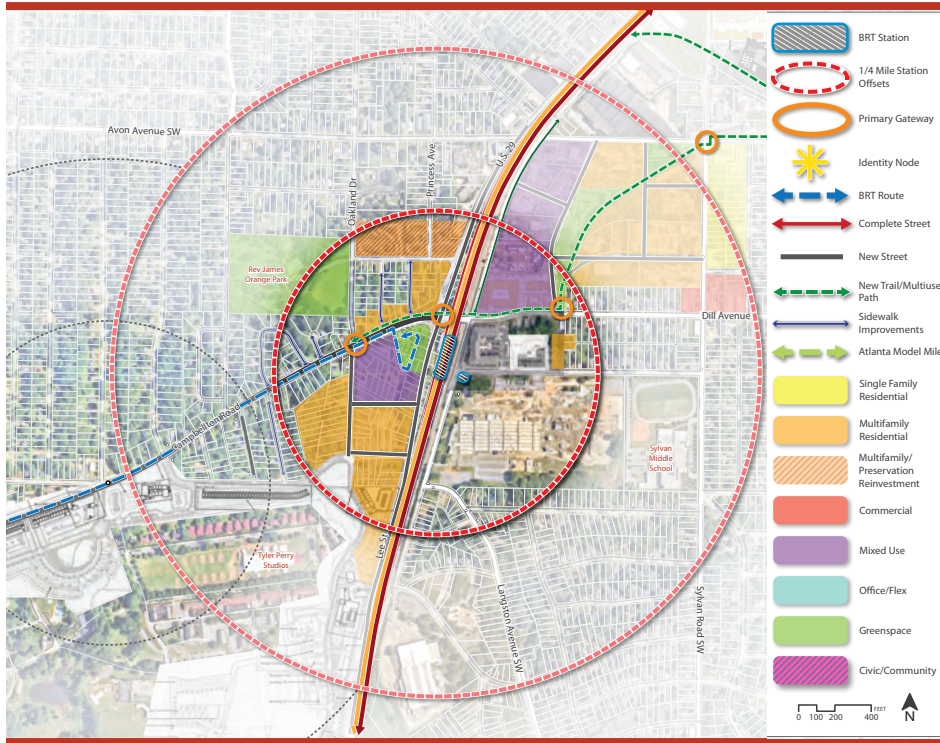 Avon Avenue SW
Oakland Dr
Princess Ave.
U.S. 29
Rev James
Orange Park
Dill Avenue
Campbellton Road
Sylvan
Middle
School
Tyler Perry
Studios
Lee St
Langston Avenue SW
Sylvan Road SW
BRT Station
1/4 Mile Station
Offsets
Primary Gateway
Identity Node
BRT Route
Complete Street
New Street
New Trail/Multiuse
Path
Sidewalk
Improvements
Atlanta Model Mile
Single Family
Residential
Multifamily
Residential
Multifamily/
Preservation
Reinvestment
Commercial
Mixed Use
Office/Flex
Greenspace
Civic/Community
FEET
0 100 200 400
N